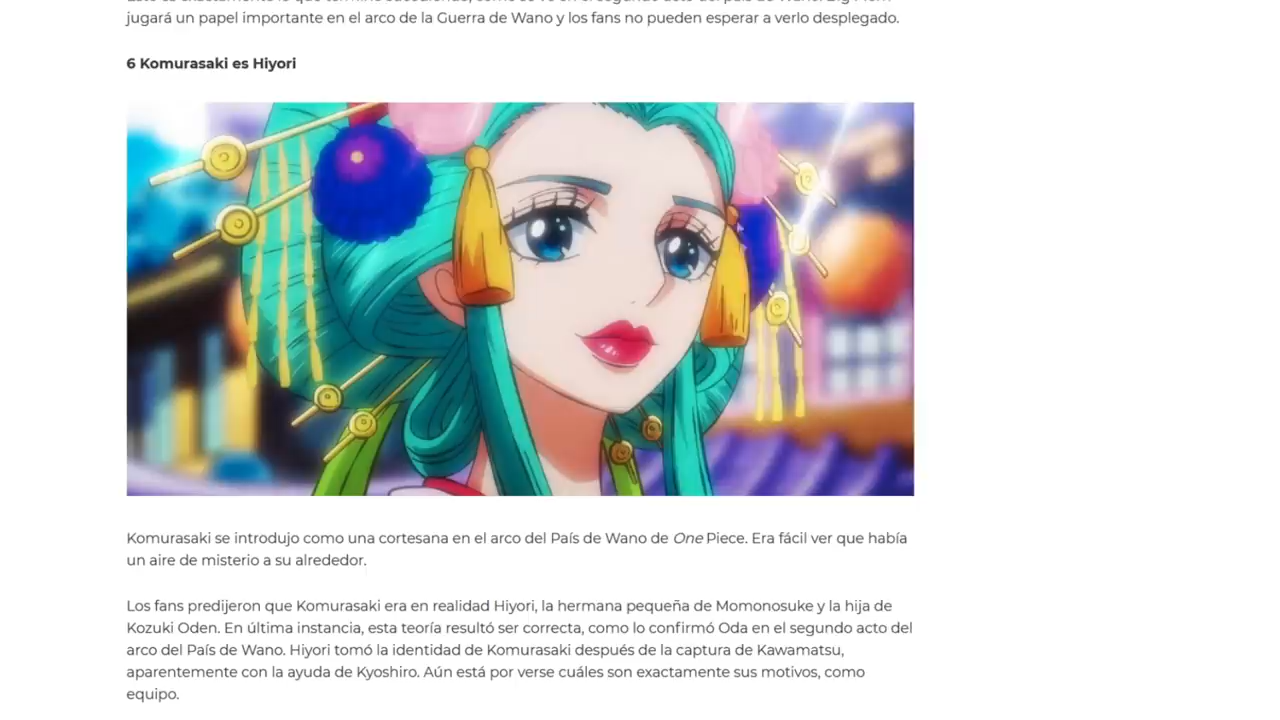 jugará un papel importante en el arco de la Guerra de Wano y los fans no pueden esperar a verlo desplegado.
6 Komurasaki es Hiyori
Komurasaki se introdujo como una cortesana en el arco del País de Wano de One Piece. Era fácil ver que había
un aire de misterio a su alrededor.
Los fans predijeron que Komurasaki era en realidad Hiyori, la hermana pequeña de Momonosuke y la hija de
Kozuki Oden. En última instancia, esta teoría resultó ser correcta, como lo confirmó Oda en el segundo acto del
arco del País de Wano. Hiyori tomó la identidad de Komurasaki después de la captura de Kawamatsu,
aparentemente con la ayuda de Kyoshiro. Aún está por verse cuáles son exactamente sus motivos, como
equipo.